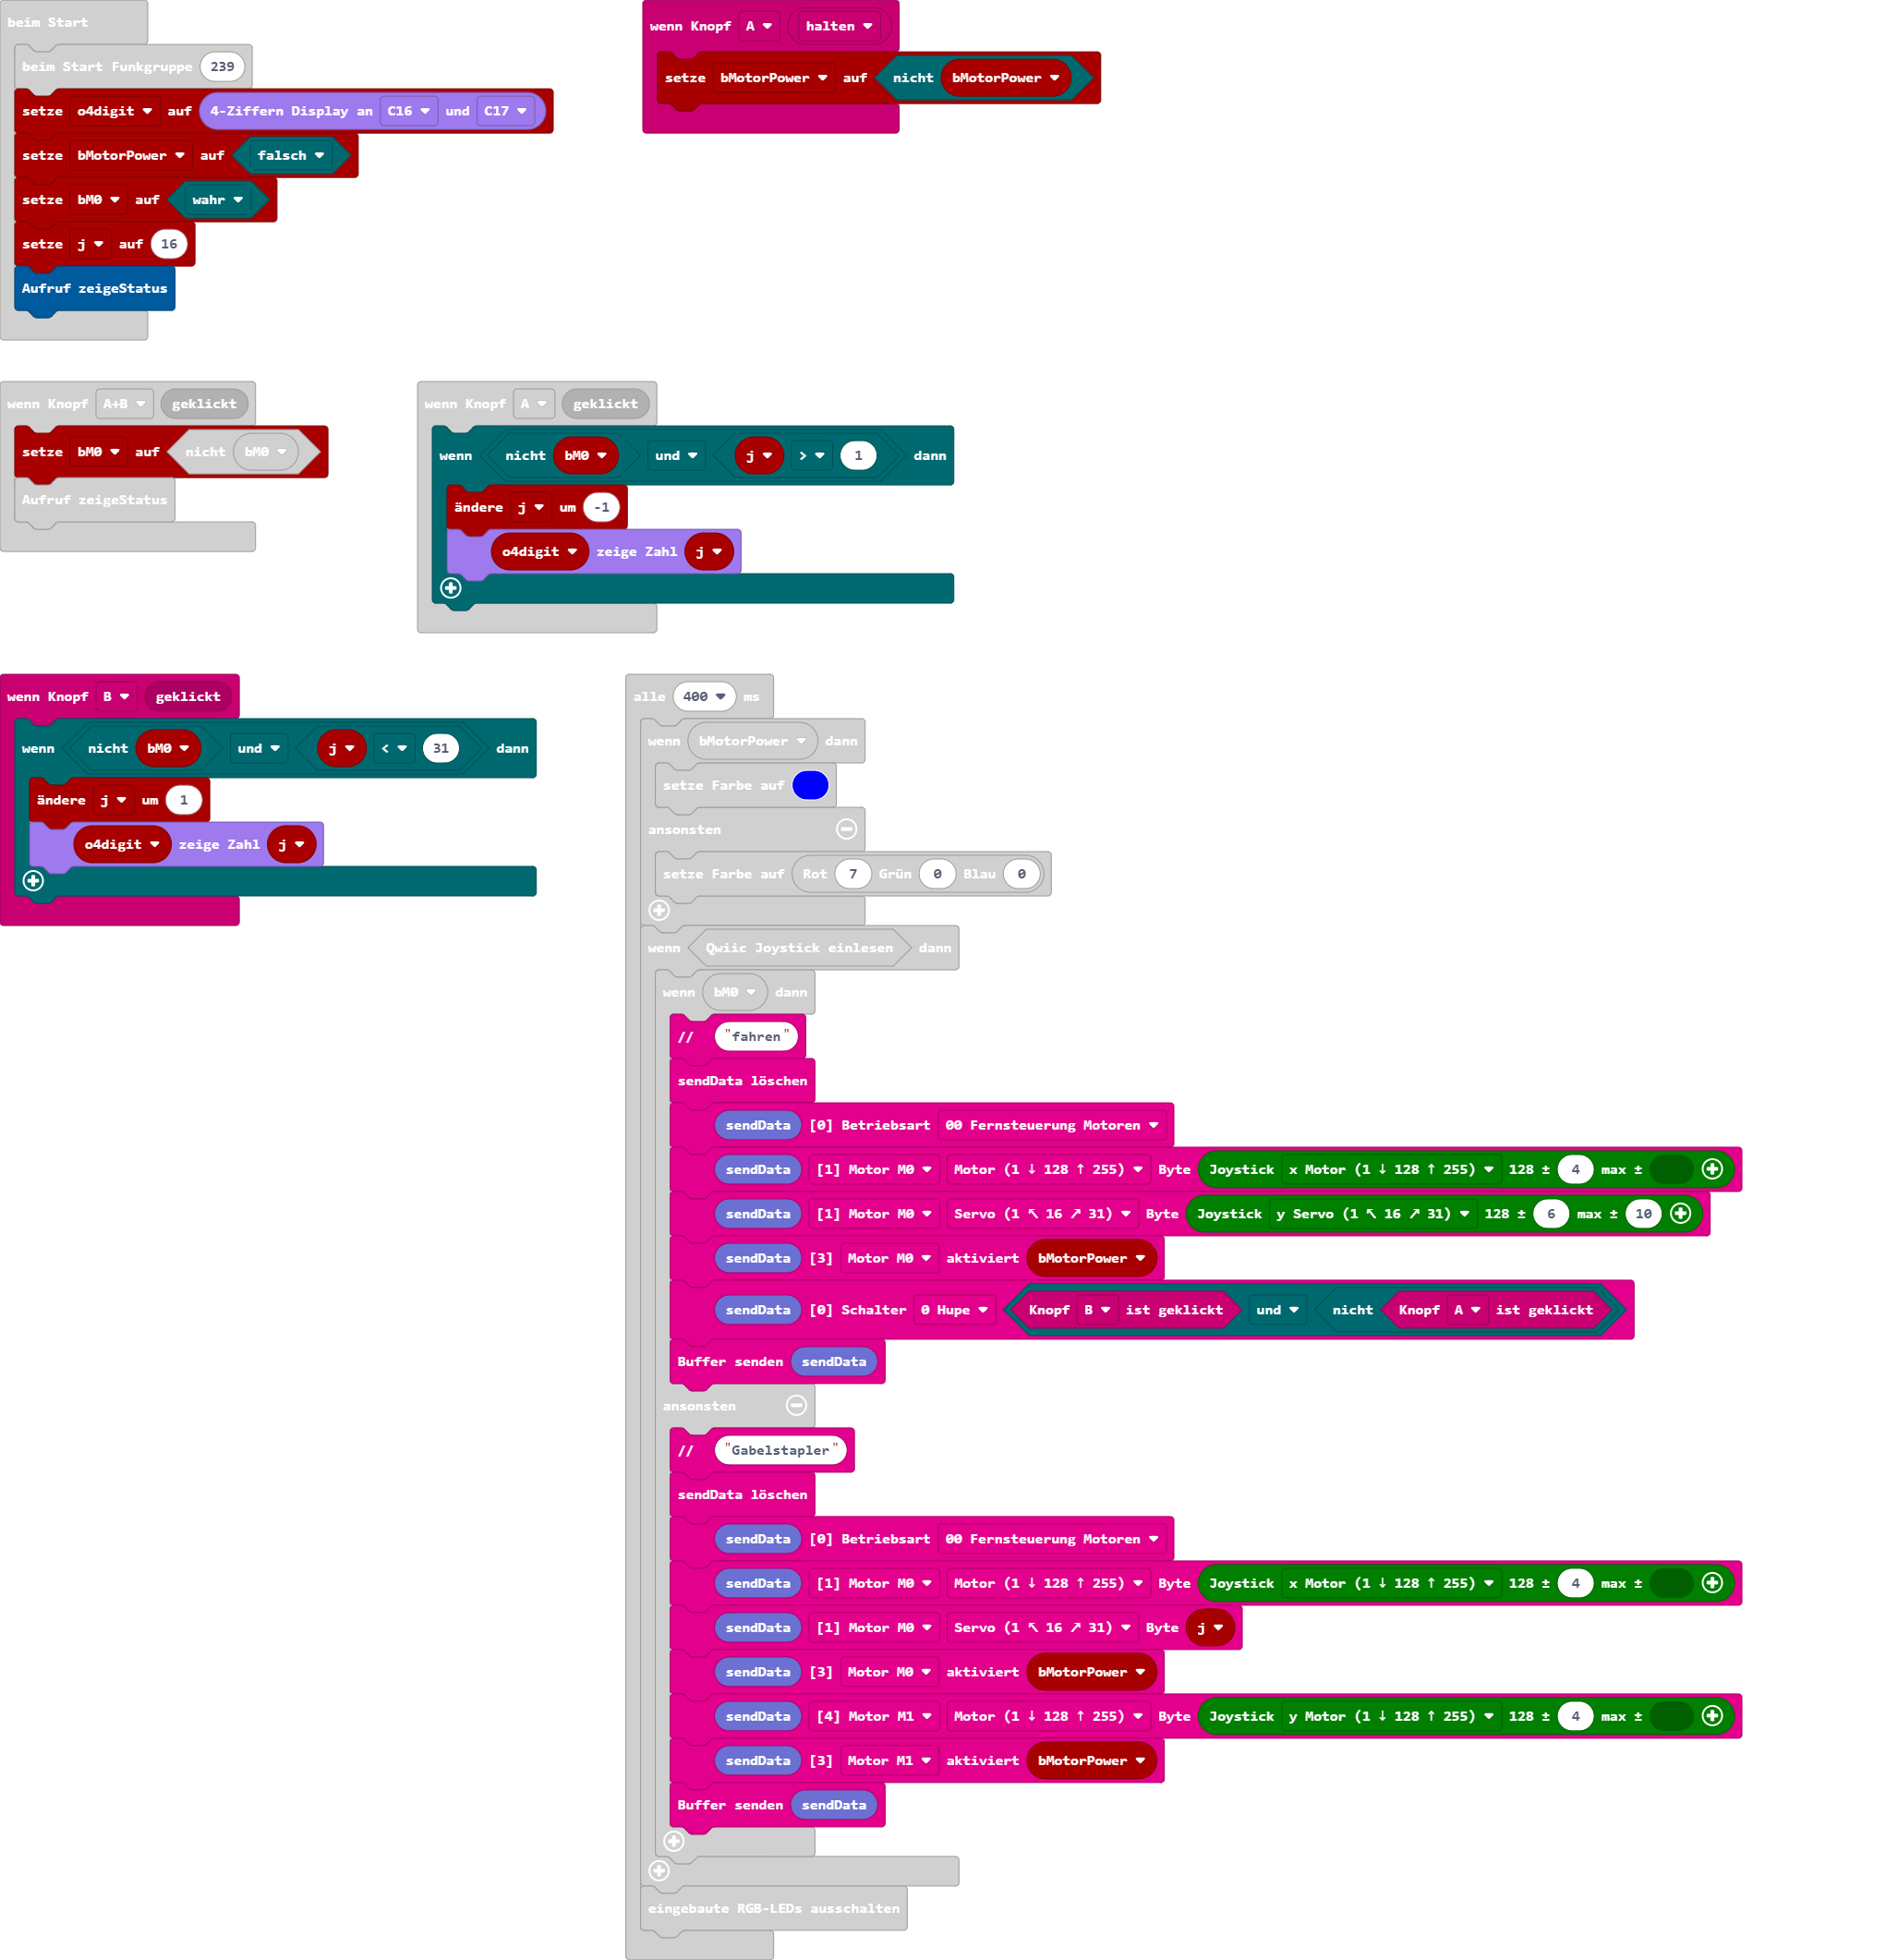 beim Start
beim Start Funkgruppe 239
setze o4digit auf 4-Ziffern Display an C16 und C17
setze bMotorPower auf falsch
setze bM0 auf wahr
setze j auf 16
Aufruf zeigeStatus
wenn Knopf A halten
setze bMotorPower auf nicht bMotorPower
wenn Knopf A+B geklickt
setze bM0 auf nicht bM0
Aufruf zeigeStatus
wenn Knopf A geklickt
wenn nicht bM0 und j > 1 dann
ändere j um -1
o4digit zeige Zahl j
wenn Knopf B geklickt
wenn nicht bM0 und j < 31 dann
ändere j um 1
o4digit zeige Zahl j
alle 400 ms
wenn bMotorPower dann
setze Farbe auf
ansonsten
setze Farbe auf Rot 7 Grün 0 Blau 0
wenn Qwiic Joystick einlesen dann
wenn bM0 dann
// "fahren"
sendData löschen
sendData [0] Betriebsart 00 Fernsteuerung Motoren
sendData [1] Motor M0 Motor (1 ↓ 128 ↑ 255) Byte Joystick x Motor (1 ↓ 128 ↑ 255) 128 ± 4 max ±
sendData [1] Motor M0 Servo (1 ↖ 16 ↗ 31) Byte Joystick y Servo (1 ↖ 16 ↗ 31) 128 ± 6 max ± 10
sendData [3] Motor M0 aktiviert bMotorPower
sendData [0] Schalter 0 Hupe Knopf B ist geklickt und nicht Knopf A ist geklickt
Buffer senden sendData
ansonsten
// "Gabelstapler"
sendData löschen
sendData [0] Betriebsart 00 Fernsteuerung Motoren
sendData [1] Motor M0 Motor (1 ↓ 128 ↑ 255) Byte Joystick x Motor (1 ↓ 128 ↑ 255) 128 ± 4 max ±
sendData [1] Motor M0 Servo (1 ↖ 16 ↗ 31) Byte j
sendData [3] Motor M0 aktiviert bMotorPower
sendData [4] Motor M1 Motor (1 ↓ 128 ↑ 255) Byte Joystick y Motor (1 ↓ 128 ↑ 255) 128 ± 4 max ±
sendData [3] Motor M1 aktiviert bMotorPower
Buffer senden sendData
eingebaute RGB-LEDs ausschalten